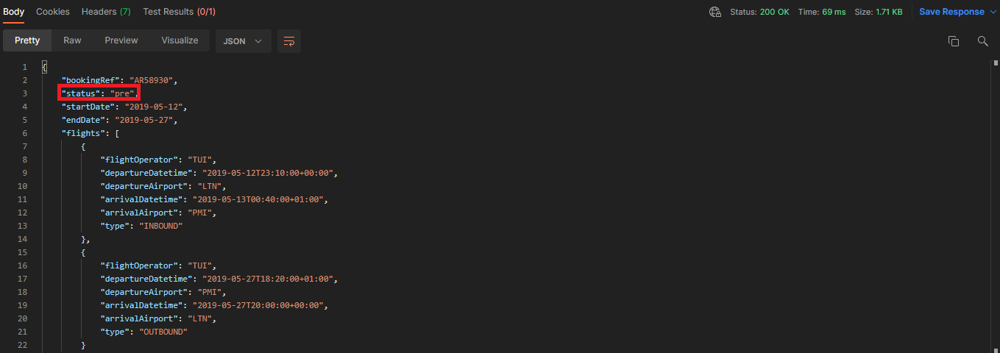 Body Cookies Headers (7) Test Results (0/1) Status: 200 OK Time: 69 ms Size: 1.71 KB Save Response
Pretty Raw Preview Visualize JSON
1 {
2 "bookingRef": "AR58930",
3 "status": "pre",
4 "startDate": "2019-05-12",
5 "endDate": "2019-05-27",
6 "flights": [
7 {
8 "flightOperator": "TUI",
9 "departureDatetime": "2019-05-12T23:10:00+00:00",
10 "departureAirport": "LTN",
11 "arrivalDatetime": "2019-05-13T00:40:00+01:00",
12 "arrivalAirport": "PMI",
13 "type": "INBOUND"
14 },
15 {
16 "flightOperator": "TUI",
17 "departureDatetime": "2019-05-27T18:20:00+01:00",
18 "departureAirport": "PMI",
19 "arrivalDatetime": "2019-05-27T20:00:00+00:00",
20 "arrivalAirport": "LTN",
21 "type": "OUTBOUND"
22 }